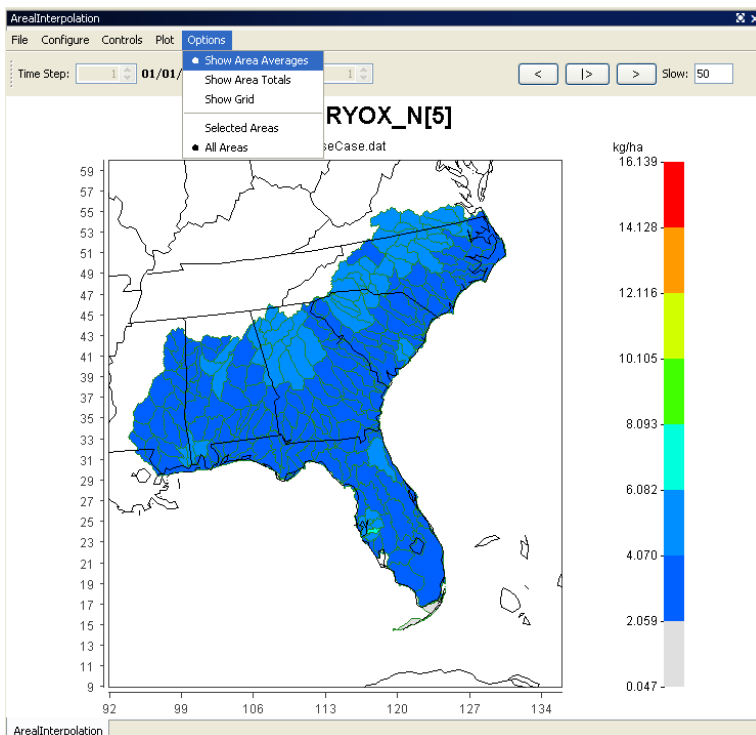 ArealInterpolation
File Configure Controls Plot Options
Time Step: 1 01/01/ 1 < |> > Slow: 50
Show Area Averages
Show Area Totals
Show Grid
Selected Areas
All Areas
RYOX_N[5]
seCase.dat
kg/ha
16.139
14.128
12.116
10.105
8.093
6.082
4.070
2.059
0.047
59
57
55
53
51
49
47
45
43
41
39
37
35
33
31
29
27
25
23
21
19
17
15
13
11
9
92 99 106 113 120 127 134
ArealInterpolation